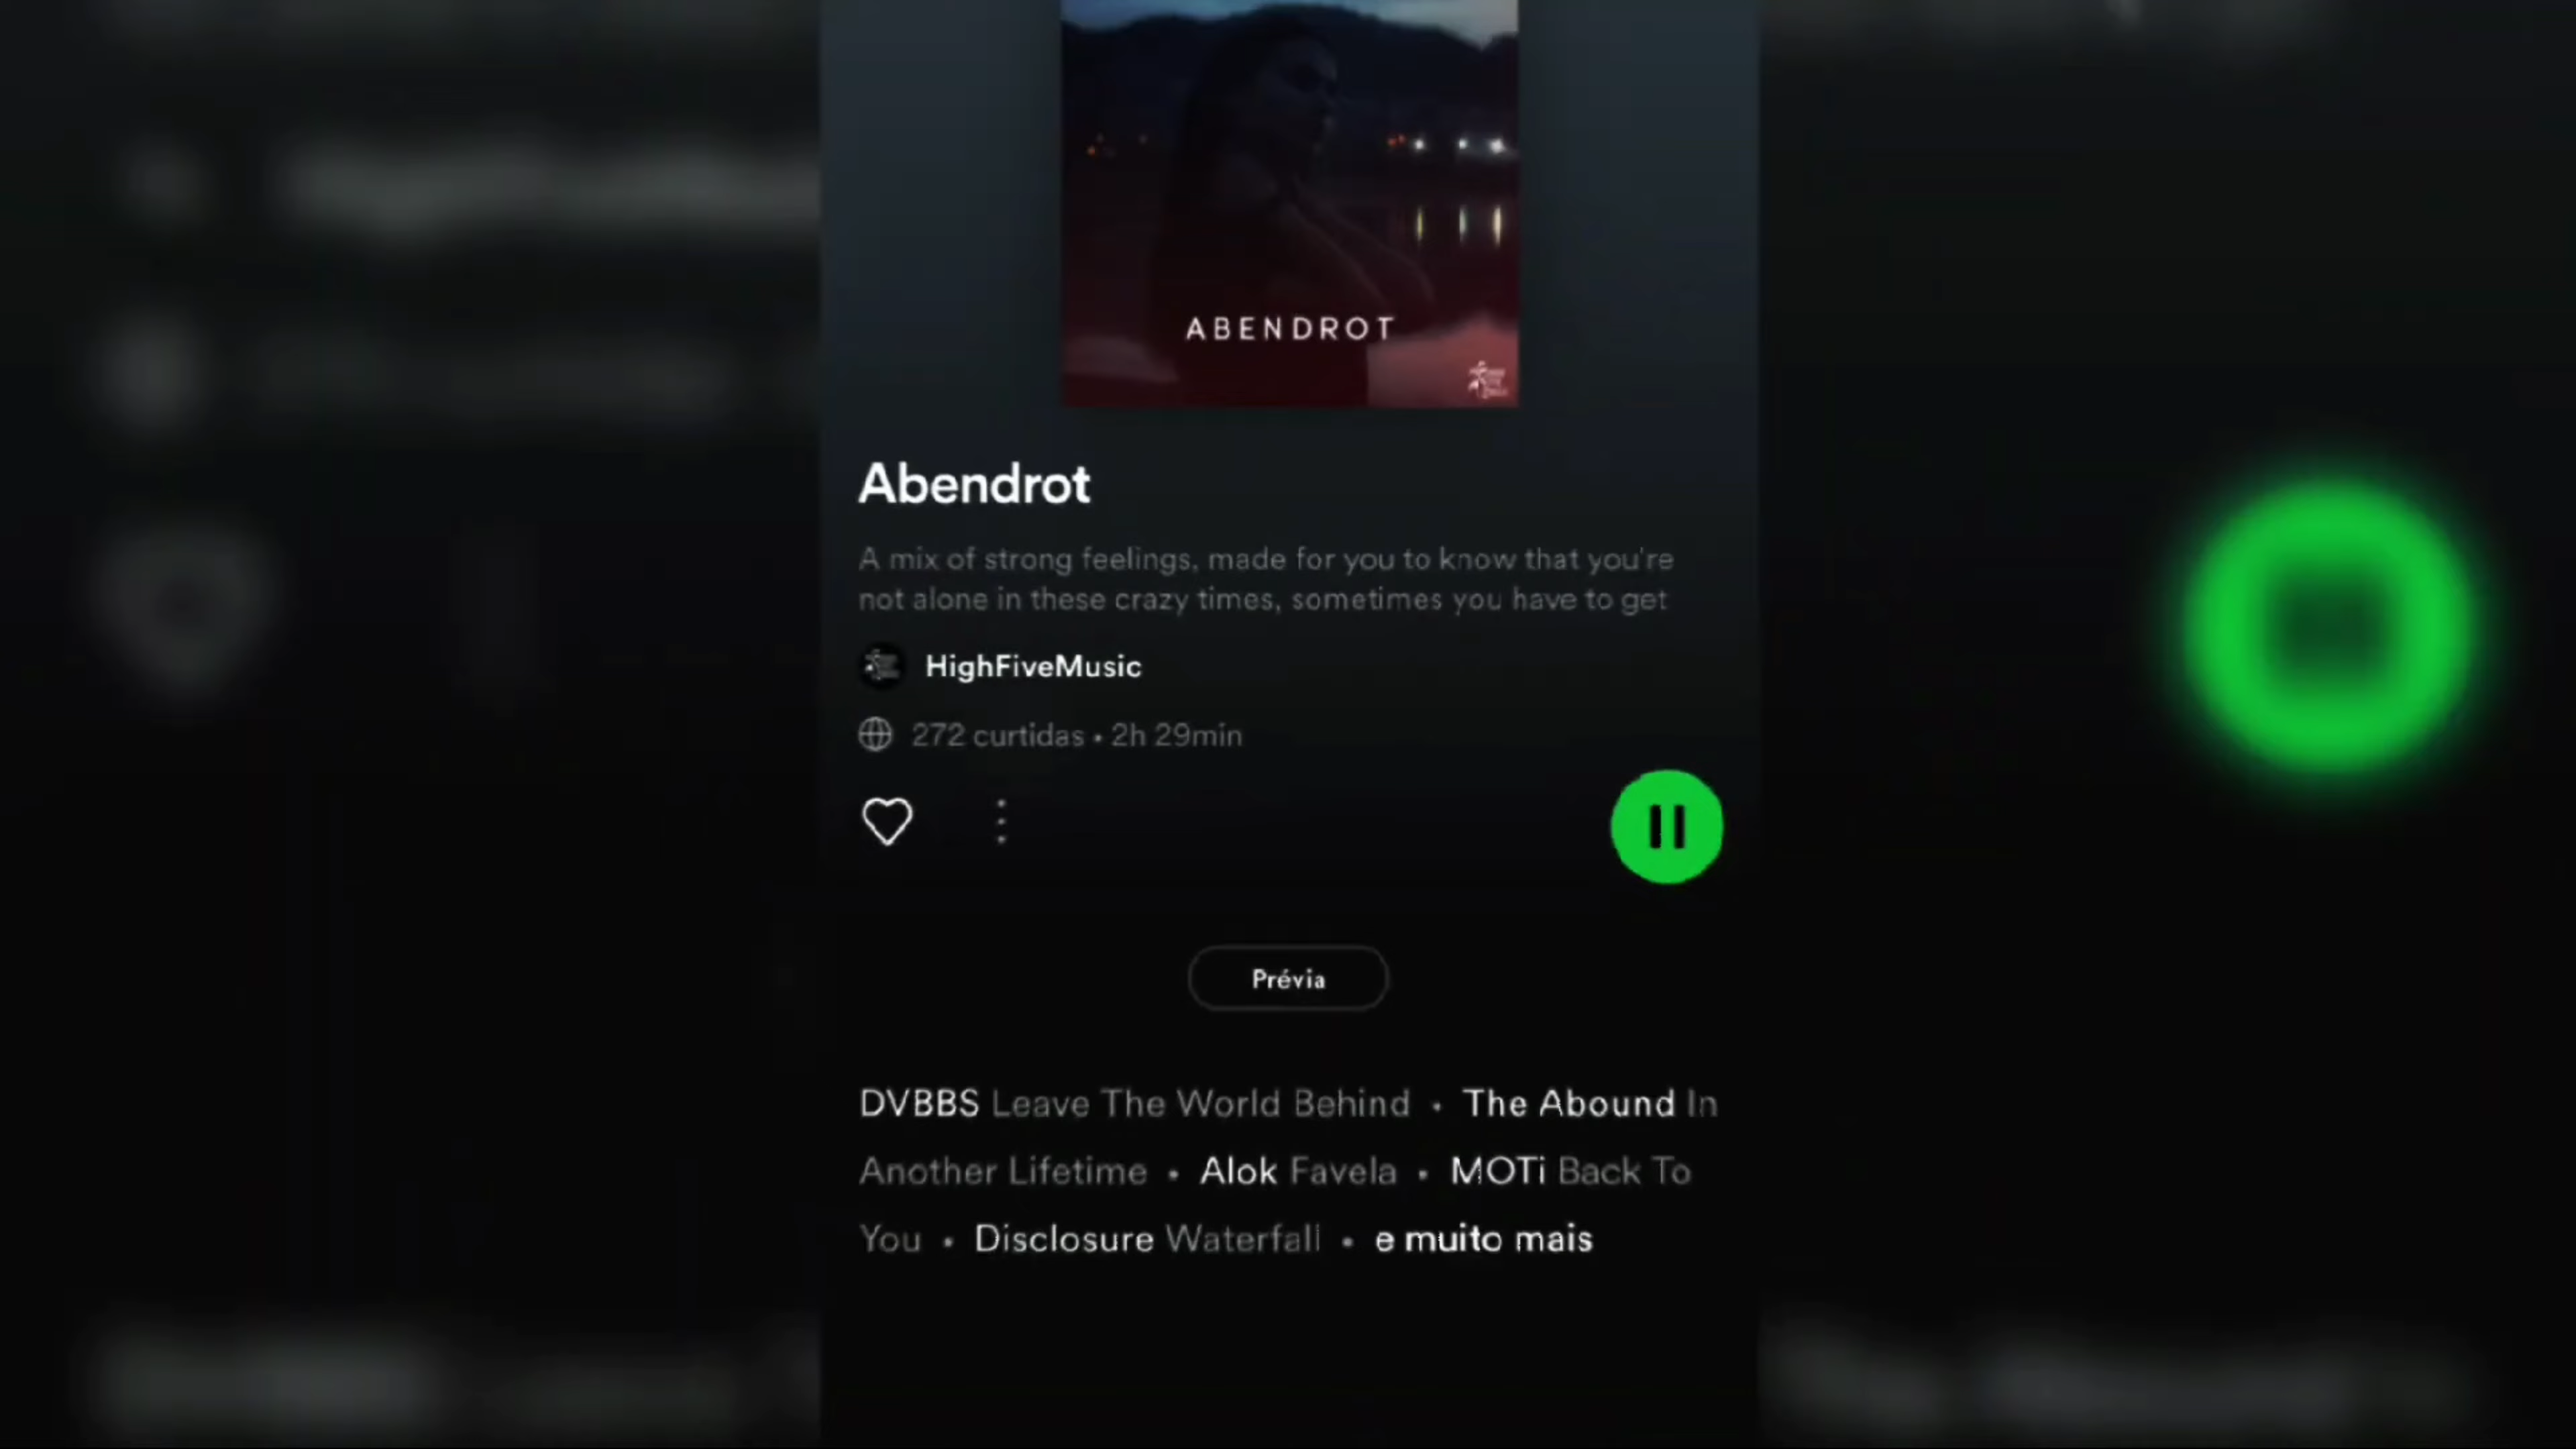 ABENDROT
Abendrot
A mix of strong feelings, made for you to know that you're
not alone in these crazy times, sometimes you have to get
HighFiveMusic
272 curtidas • 2h 29min
Prévia
DVBBS Leave The World Behind • The Abound In
Another Lifetime • Alok Favela • MOTi Back To
You • Disclosure Waterfall • e muito mais